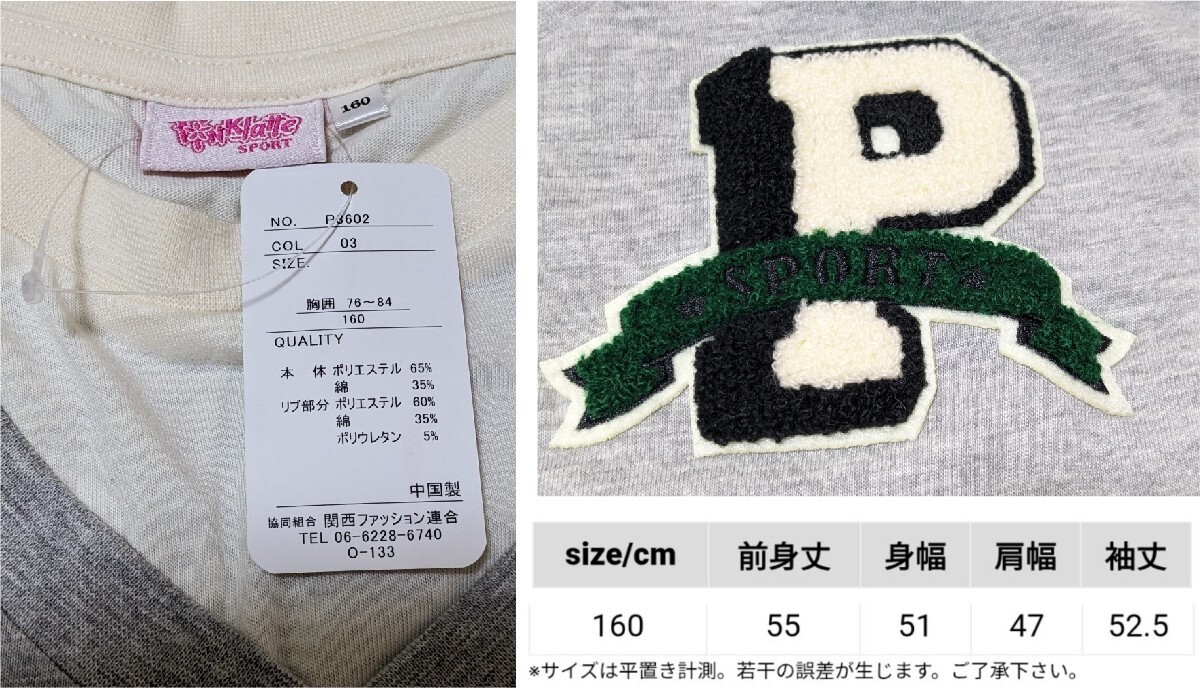 PINKlatte
SPORT
160
NO. P3602
COL 03
SIZE.
胸囲 76～84
160
QUALITY
本 体 ポリエステル 65%
綿 35%
リブ部分 ポリエステル 60%
綿 35%
ポリウレタン 5%
中国製
協同組合 関西ファッション連合
TEL 06-6228-6740
O-133
P
SPORT
size/cm 前身丈 身幅 肩幅 袖丈
160 55 51 47 52.5
※サイズは平置き計測。若干の誤差が生じます。ご了承下さい。